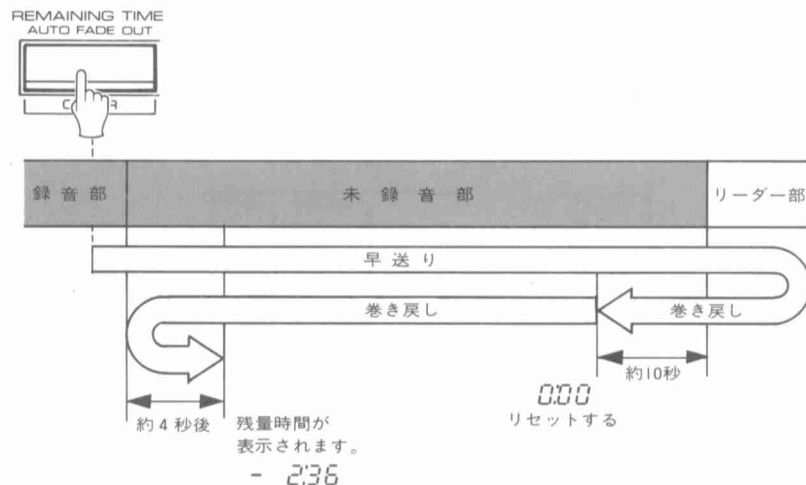 REMAINING TIME
AUTO FADE OUT
録音部 未録音部 リーダー部
早送り
巻き戻し 巻き戻し
約10秒
0:00
リセットする
約4秒後
残量時間が
表示されます。
- 2:36